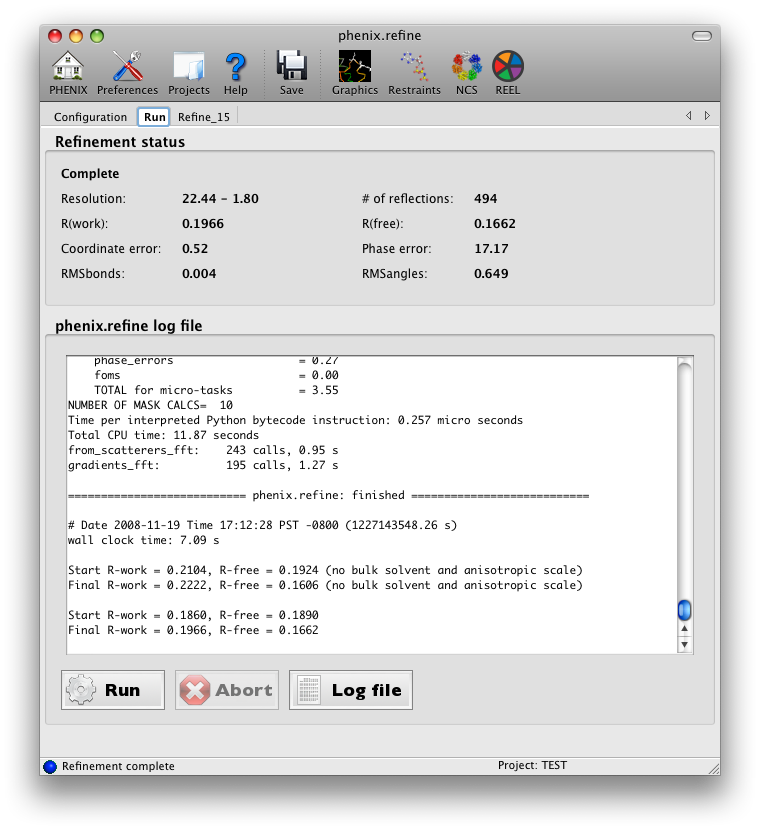 phenix.refine
PHENIX Preferences Projects Help Save Graphics Restraints NCS REEL
Configuration Run Refine_15
Refinement status
Complete
Resolution: 22.44 – 1.80 # of reflections: 494
R(work): 0.1966 R(free): 0.1662
Coordinate error: 0.52 Phase error: 17.17
RMSbonds: 0.004 RMSangles: 0.649
phenix.refine log file
phase_errors = 0.27
foms = 0.00
TOTAL for micro-tasks = 3.55
NUMBER OF MASK CALCS= 10
Time per interpreted Python bytecode instruction: 0.257 micro seconds
Total CPU time: 11.87 seconds
from_scatterers_fft: 243 calls, 0.95 s
gradients_fft: 195 calls, 1.27 s
=========================== phenix.refine: finished ===========================
# Date 2008-11-19 Time 17:12:28 PST -0800 (1227143548.26 s)
wall clock time: 7.09 s
Start R-work = 0.2104, R-free = 0.1924 (no bulk solvent and anisotropic scale)
Final R-work = 0.2222, R-free = 0.1606 (no bulk solvent and anisotropic scale)
Start R-work = 0.1860, R-free = 0.1890
Final R-work = 0.1966, R-free = 0.1662
Run Abort Log file
Refinement complete Project: TEST